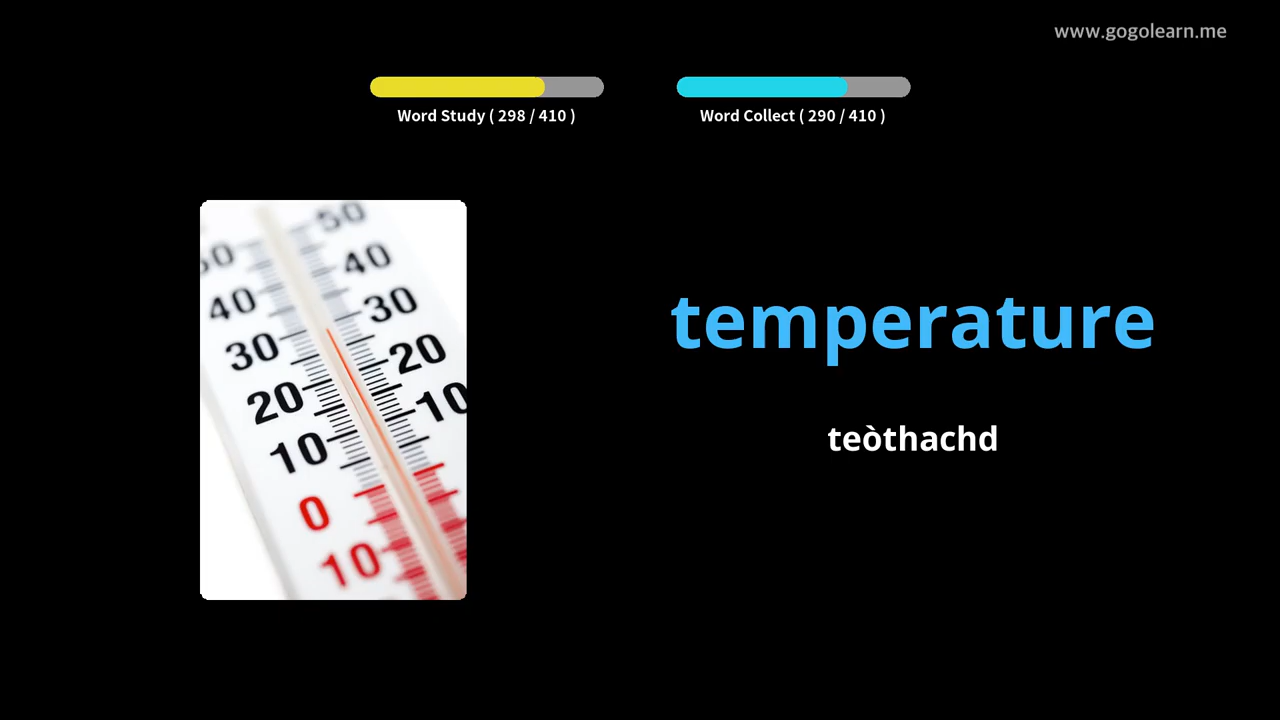 www.gogolearn.me
Word Study ( 298 / 410 )
Word Collect ( 290 / 410 )
50
40
40
30
30
20
20
10
10
0
10
temperature
teòthachd